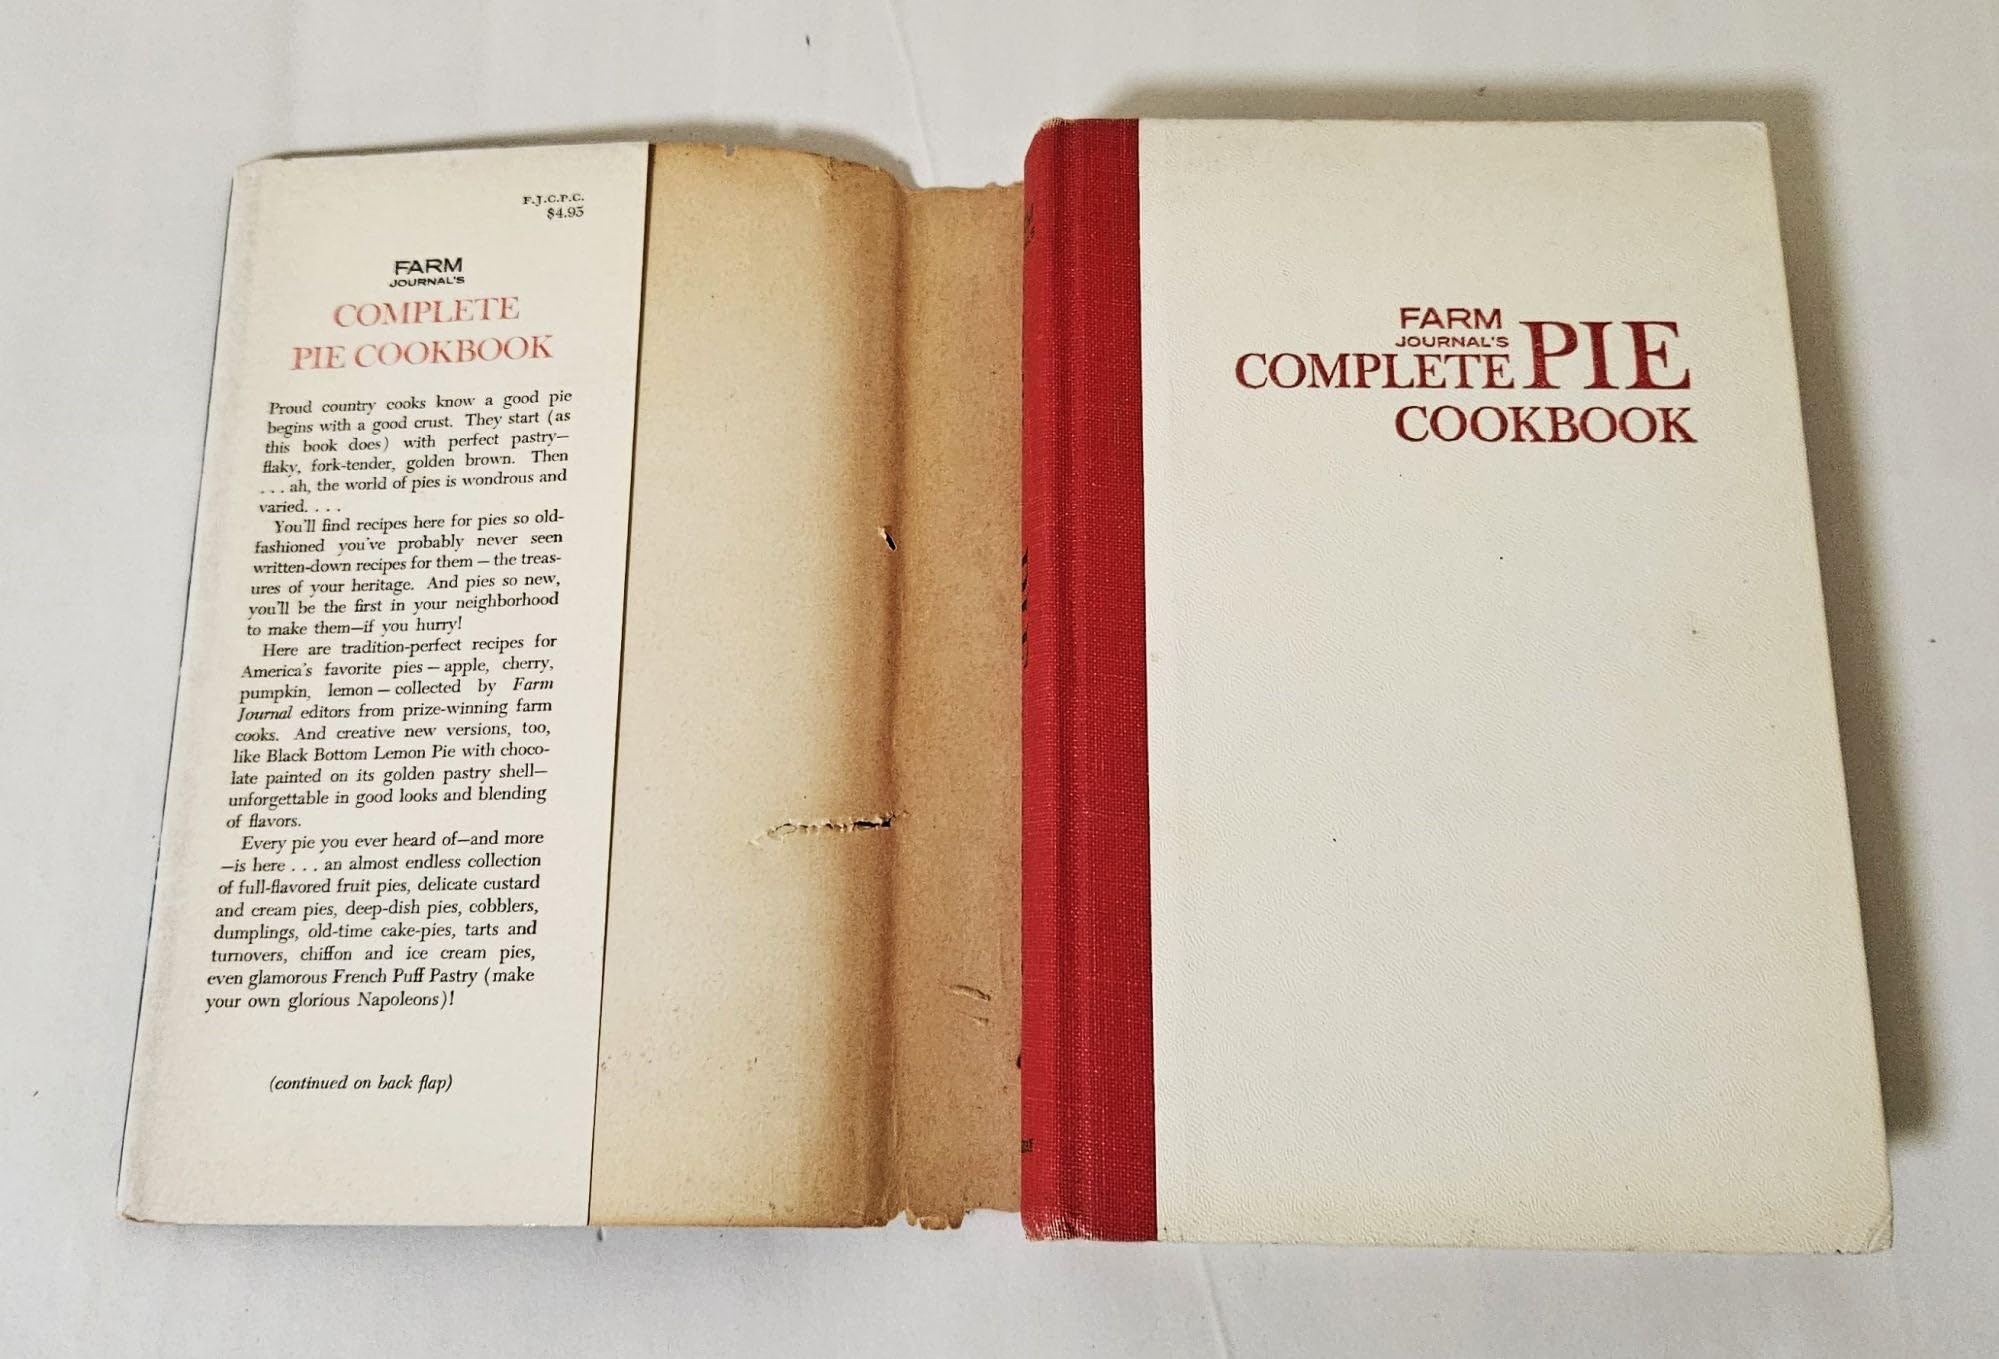 F.J.C.P.C.
$4.95
FARM
JOURNAL'S
COMPLETE
PIE COOKBOOK
Proud country cooks know a good pie
begins with a good crust. They start (as
this book does) with perfect pastry—
flaky, fork-tender, golden brown. Then
. . . ah, the world of pies is wondrous and
varied. . . .
You'll find recipes here for pies so old-
fashioned you've probably never seen
written-down recipes for them — the treas-
ures of your heritage. And pies so new,
you'll be the first in your neighborhood
to make them—if you hurry!
Here are tradition-perfect recipes for
America's favorite pies — apple, cherry,
pumpkin, lemon — collected by Farm
Journal editors from prize-winning farm
cooks. And creative new versions, too,
like Black Bottom Lemon Pie with choco-
late painted on its golden pastry shell—
unforgettable in good looks and blending
of flavors.
Every pie you ever heard of—and more
—is here . . . an almost endless collection
of full-flavored fruit pies, delicate custard
and cream pies, deep-dish pies, cobblers,
dumplings, old-time cake-pies, tarts and
turnovers, chiffon and ice cream pies,
even glamorous French Puff Pastry (make
your own glorious Napoleons)!
(continued on back flap)
FARM
JOURNAL'S
COMPLETE PIE
COOKBOOK